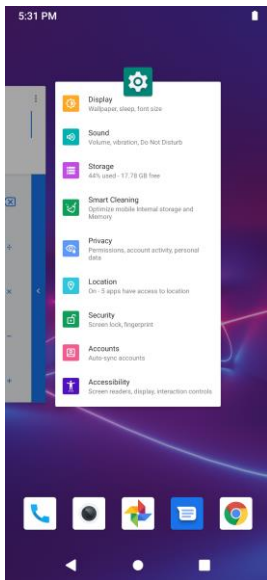 5:31 PM
Display
Wallpaper, sleep, font size
Sound
Volume, vibration, Do Not Disturb
Storage
44% used - 17.78 GB free
Smart Cleaning
Optimize mobile Internal storage and
Memory
Privacy
Permissions, account activity, personal
data
Location
On - 5 apps have access to location
Security
Screen lock, fingerprint
Accounts
Auto-sync accounts
Accessibility
Screen readers, display, interaction controls
÷
×
-
+